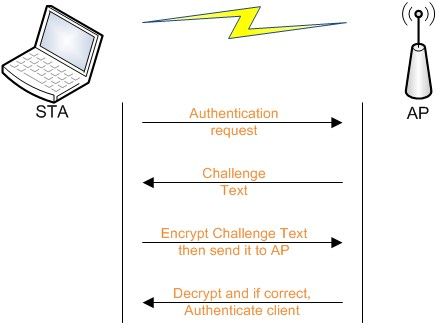 STA
AP
Authentication
request
Challenge
Text
Encrypt Challenge Text
then send it to AP
Decrypt and if correct,
Authenticate client